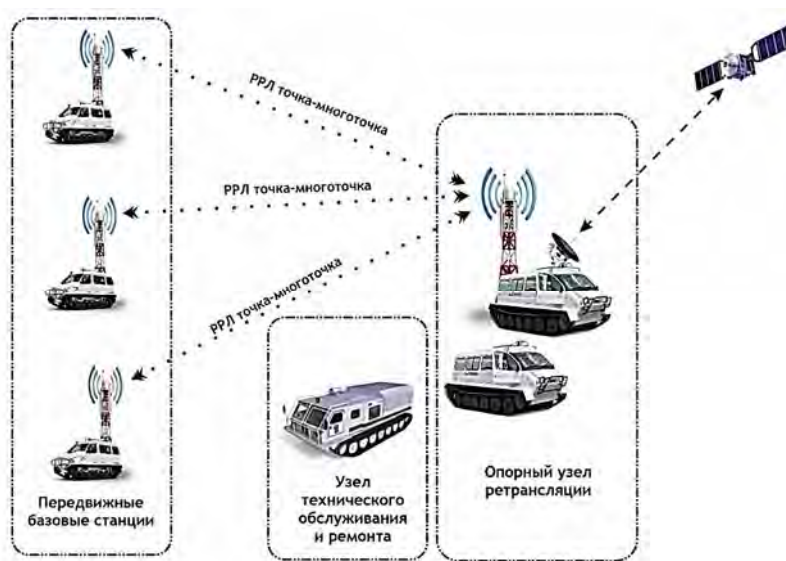 РРЛ точка-многоточка
РРЛ точка-многоточка
РРЛ точка-многоточка
Передвижные
базовые станции
Узел
технического
обслуживания
и ремонта
Опорный узел
ретрансляции